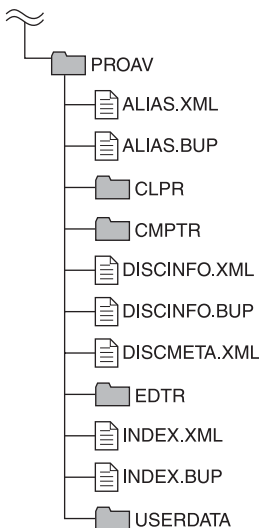 PROAV
ALIAS.XML
ALIAS.BUP
CLPR
CMPTR
DISCINFO.XML
DISCINFO.BUP
DISCMETA.XML
EDTR
INDEX.XML
INDEX.BUP
USERDATA